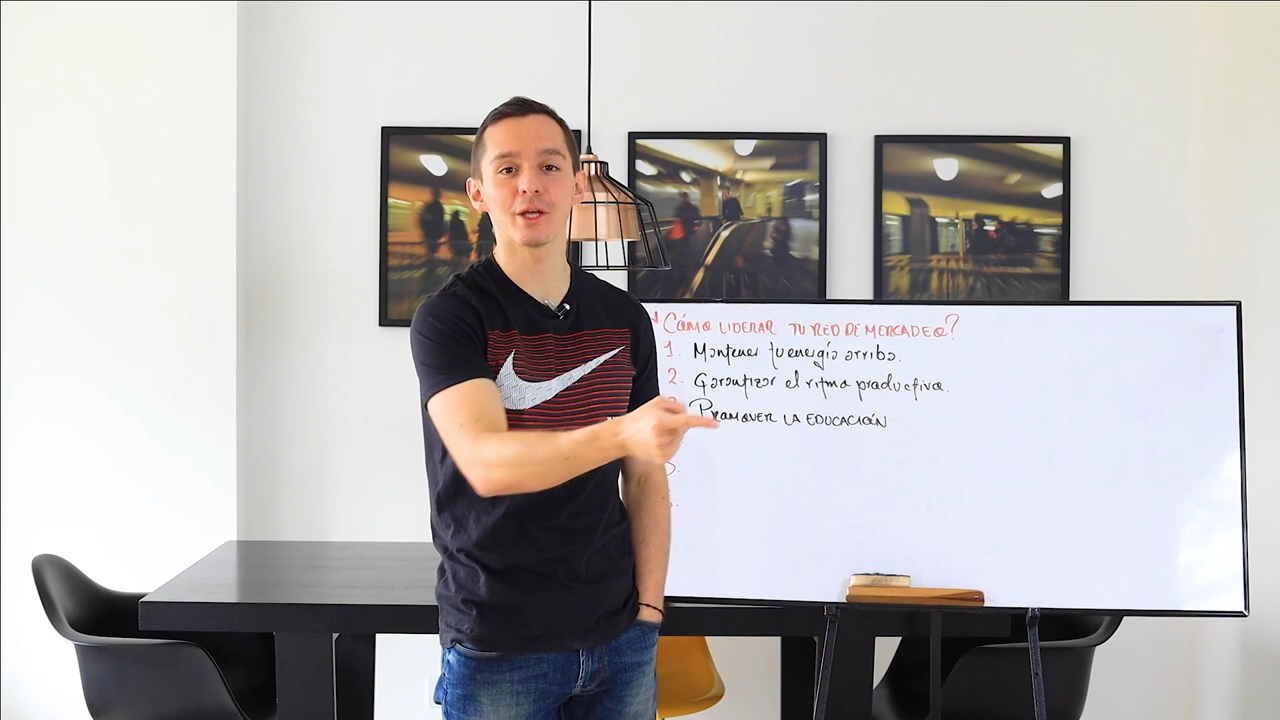 ¿Cómo LIDERAR TU RED DE MERCADEO?
1. Mantener tu energía arriba.
2. Garantizar el ritmo productivo.
PROMOVER LA EDUCACIÓN